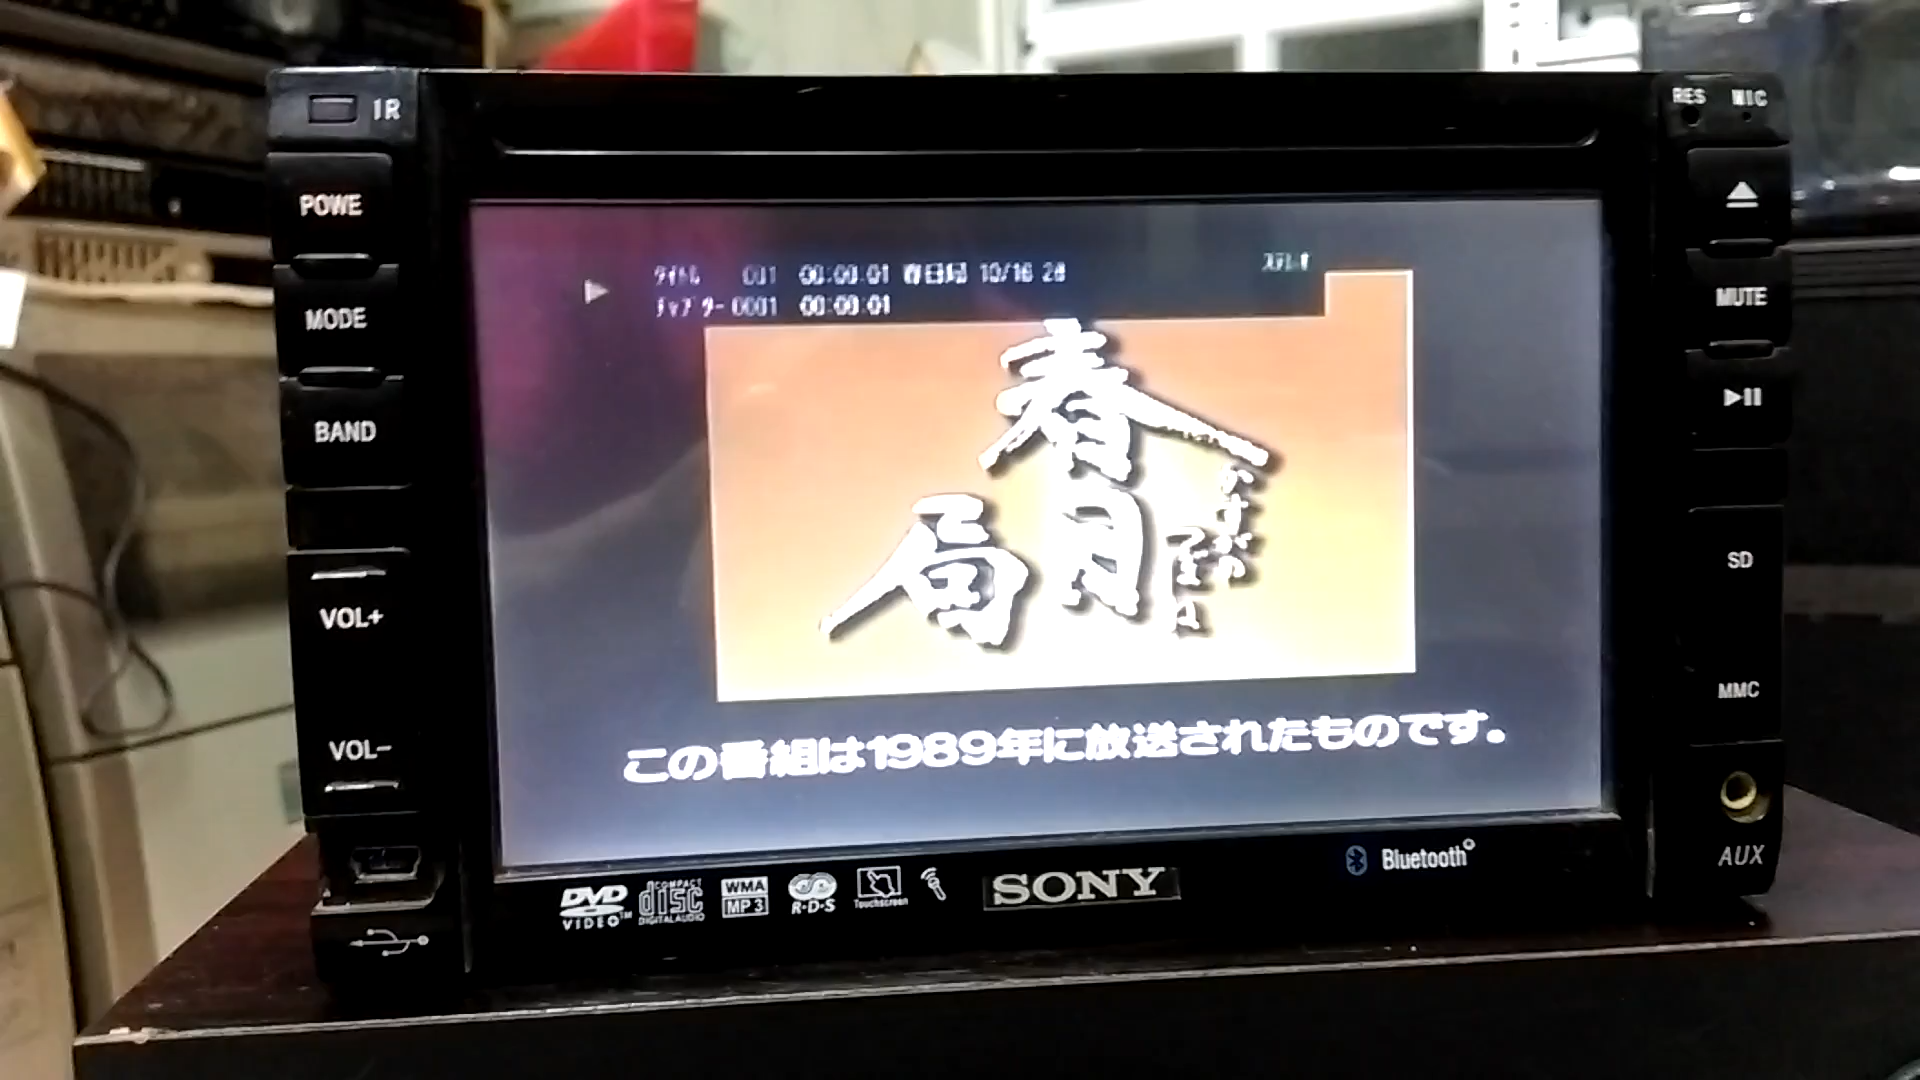 IR
RES MIC
POWE
MODE
BAND
VOL+
VOL-
MUTE
SD
MMC
AUX
ﾀｲﾄﾙ 001 00:00:01 春日局 10/16 28
ｽﾃﾚｵ
ﾁｬﾌﾟﾀｰ 0001 00:00:01
春日局
かすがの
つぼね
この番組は1989年に放送されたものです。
DVD VIDEO™
COMPACT disc DIGITAL AUDIO
WMA MP3
R·D·S
Touchscreen
SONY
Bluetooth